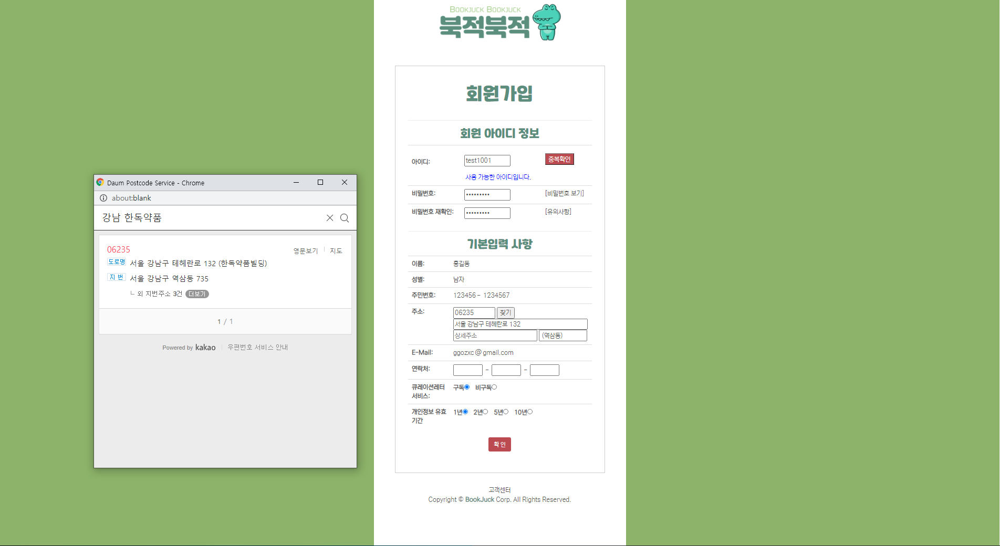 Daum Postcode Service - Chrome
about:blank
강남 한독약품
06235
영문보기 지도
도로명 서울 강남구 테헤란로 132 (한독약품빌딩)
지 번 서울 강남구 역삼동 735
ㄴ 외 지번주소 3건 더보기
1 / 1
Powered by kakao 우편번호 서비스 안내
BOOKJUCK BOOKJUCK
북적북적
회원가입
회원 아이디 정보
아이디: test1001 중복확인
사용 가능한 아이디입니다.
비밀번호: ••••••••• [비밀번호 보기]
비밀번호 재확인: ••••••••• [유의사항]
기본입력 사항
이름: 홍길동
성별: 남자
주민번호: 123456 - 1234567
주소: 06235 찾기
서울 강남구 테헤란로 132
상세주소 (역삼동)
E-Mail: ggozxc @ gmail.com
연락처: - -
큐레이션레터 구독 비구독
서비스:
개인정보 유효 1년 2년 5년 10년
기간
확 인
고객센터
Copyright © BookJuck Corp. All Rights Reserved.